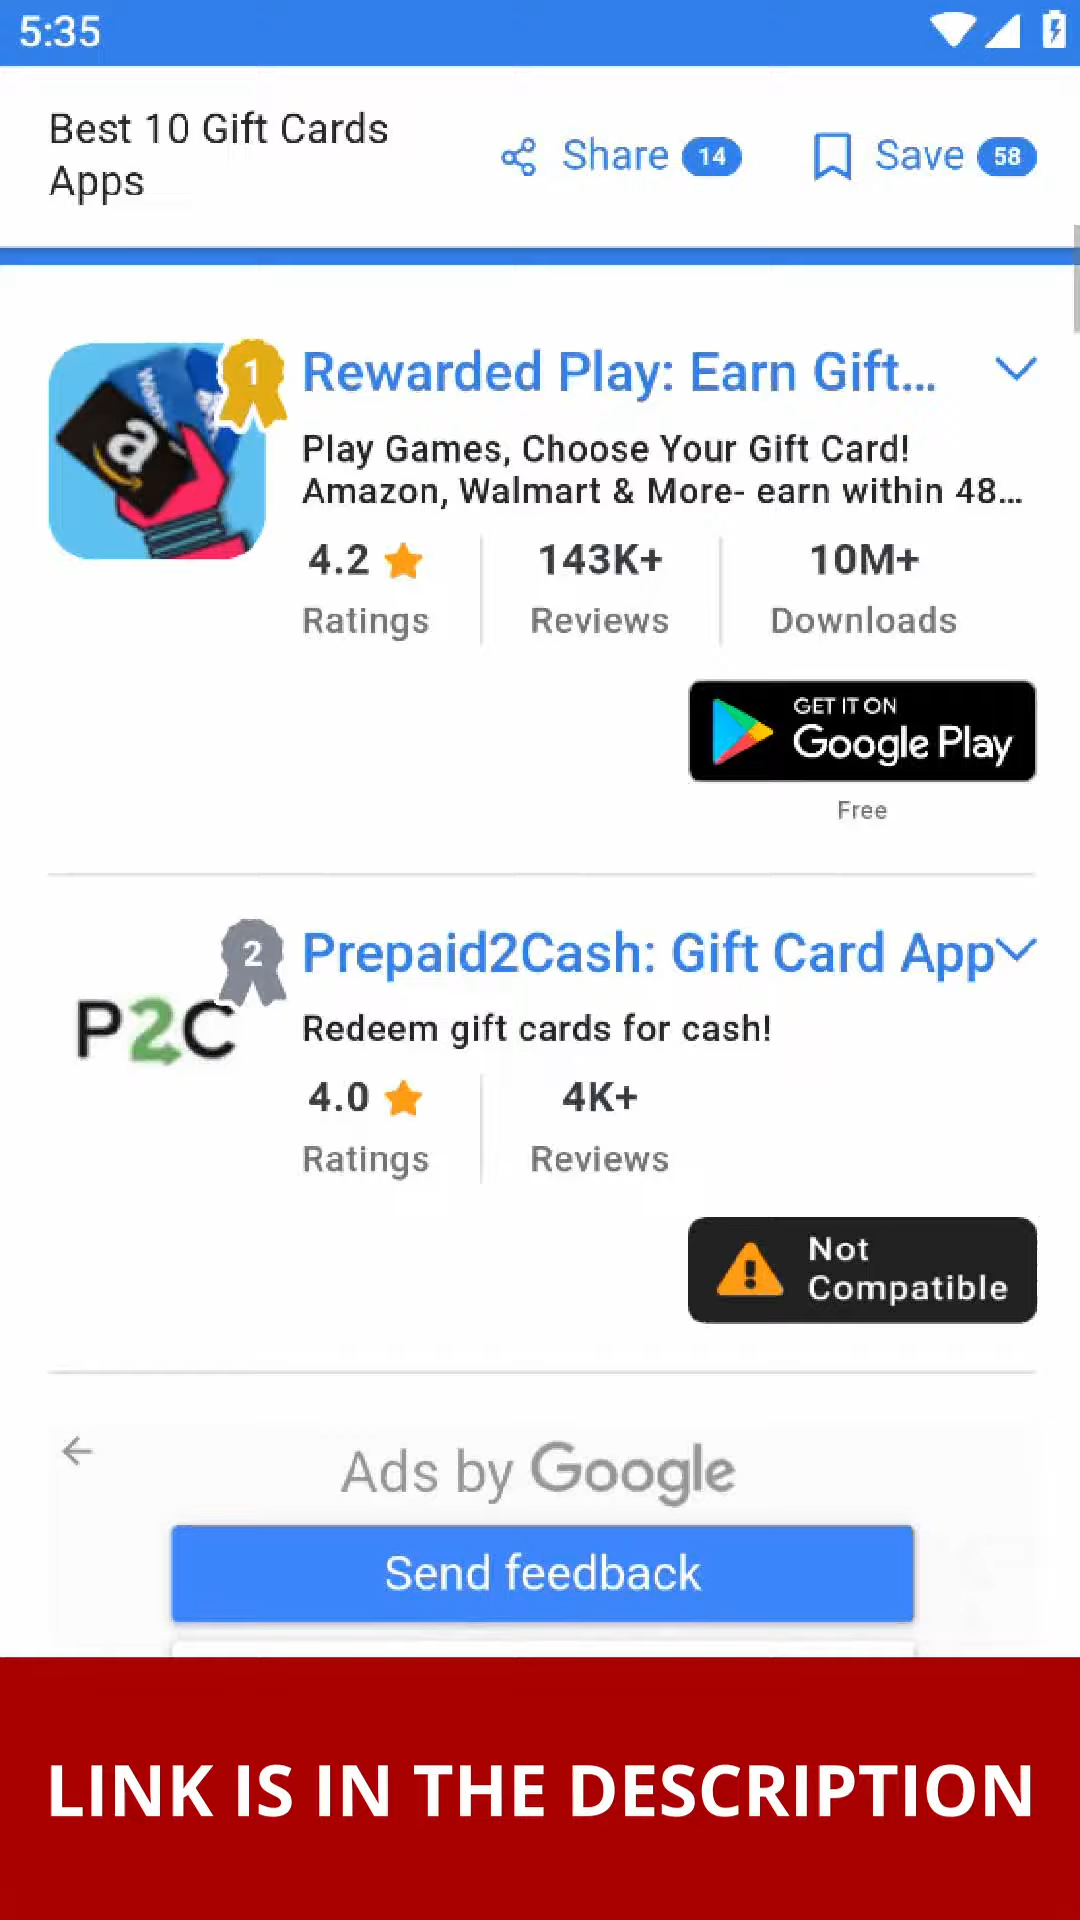 5:35
Best 10 Gift Cards
Apps
Share 14
Save 58
1
Rewarded Play: Earn Gift...
Play Games, Choose Your Gift Card!
Amazon, Walmart & More- earn within 48...
4.2
143K+
10M+
Ratings
Reviews
Downloads
GET IT ON
Google Play
Free
2
P2C
Prepaid2Cash: Gift Card App
Redeem gift cards for cash!
4.0
4K+
Ratings
Reviews
Not
Compatible
Ads by Google
Send feedback
LINK IS IN THE DESCRIPTION